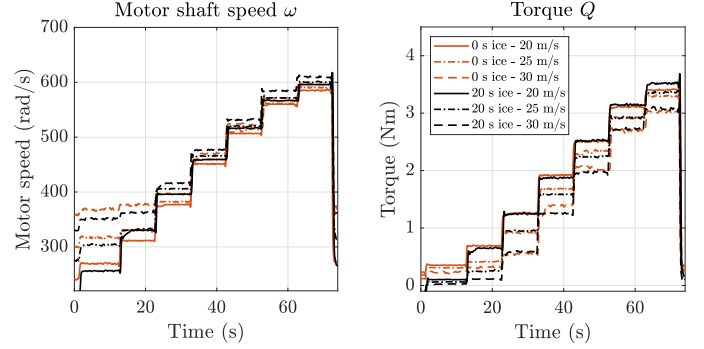 Motor shaft speed ω
Motor speed (rad/s)
700
600
500
400
300
0
20
40
60
Time (s)
Torque Q
Torque (Nm)
4
3
2
1
0
0 s ice - 20 m/s
0 s ice - 25 m/s
0 s ice - 30 m/s
20 s ice - 20 m/s
20 s ice - 25 m/s
20 s ice - 30 m/s
0
20
40
60
Time (s)